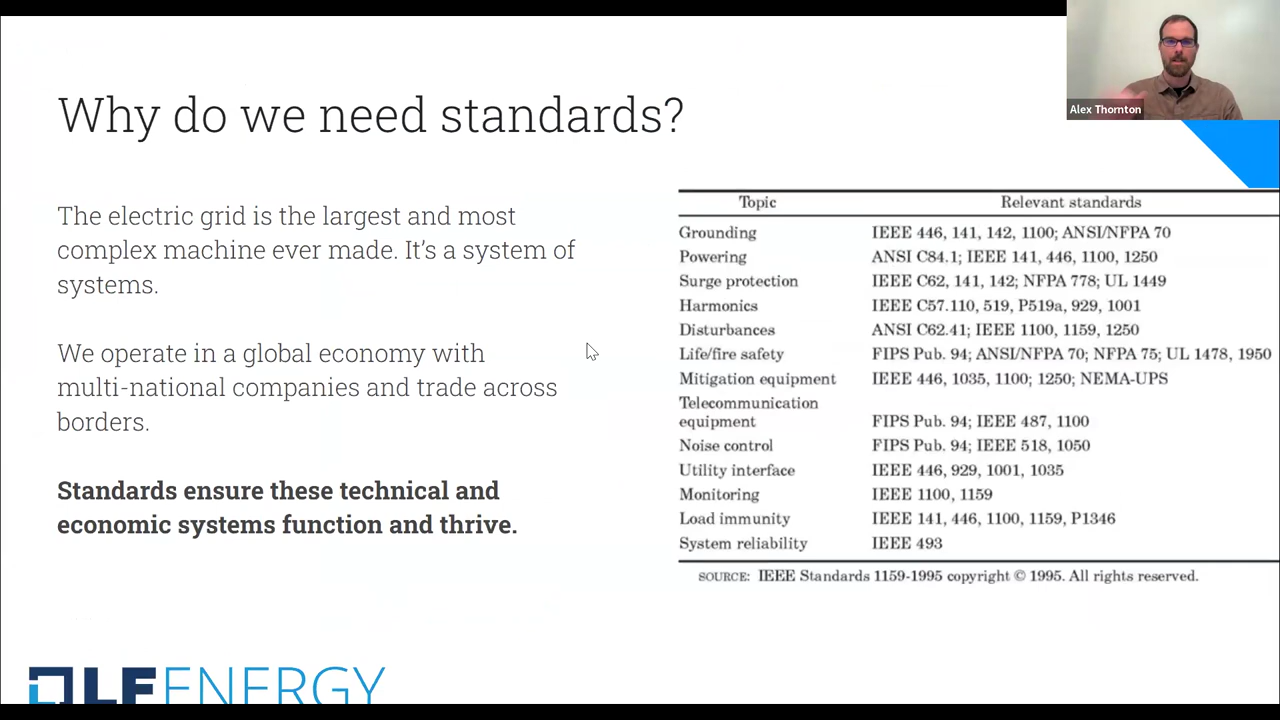 Alex Thornton
Why do we need standards?
The electric grid is the largest and most
complex machine ever made. It’s a system of
systems.
We operate in a global economy with
multi-national companies and trade across
borders.
Standards ensure these technical and
economic systems function and thrive.
Topic Relevant standards
Grounding IEEE 446, 141, 142, 1100; ANSI/NFPA 70
Powering ANSI C84.1; IEEE 141, 446, 1100, 1250
Surge protection IEEE C62, 141, 142; NFPA 778; UL 1449
Harmonics IEEE C57.110, 519, P519a, 929, 1001
Disturbances ANSI C62.41; IEEE 1100, 1159, 1250
Life/fire safety FIPS Pub. 94; ANSI/NFPA 70; NFPA 75; UL 1478, 1950
Mitigation equipment IEEE 446, 1035, 1100; 1250; NEMA-UPS
Telecommunication
equipment FIPS Pub. 94; IEEE 487, 1100
Noise control FIPS Pub. 94; IEEE 518, 1050
Utility interface IEEE 446, 929, 1001, 1035
Monitoring IEEE 1100, 1159
Load immunity IEEE 141, 446, 1100, 1159, P1346
System reliability IEEE 493
SOURCE: IEEE Standards 1159-1995 copyright © 1995. All rights reserved.
LF ENERGY